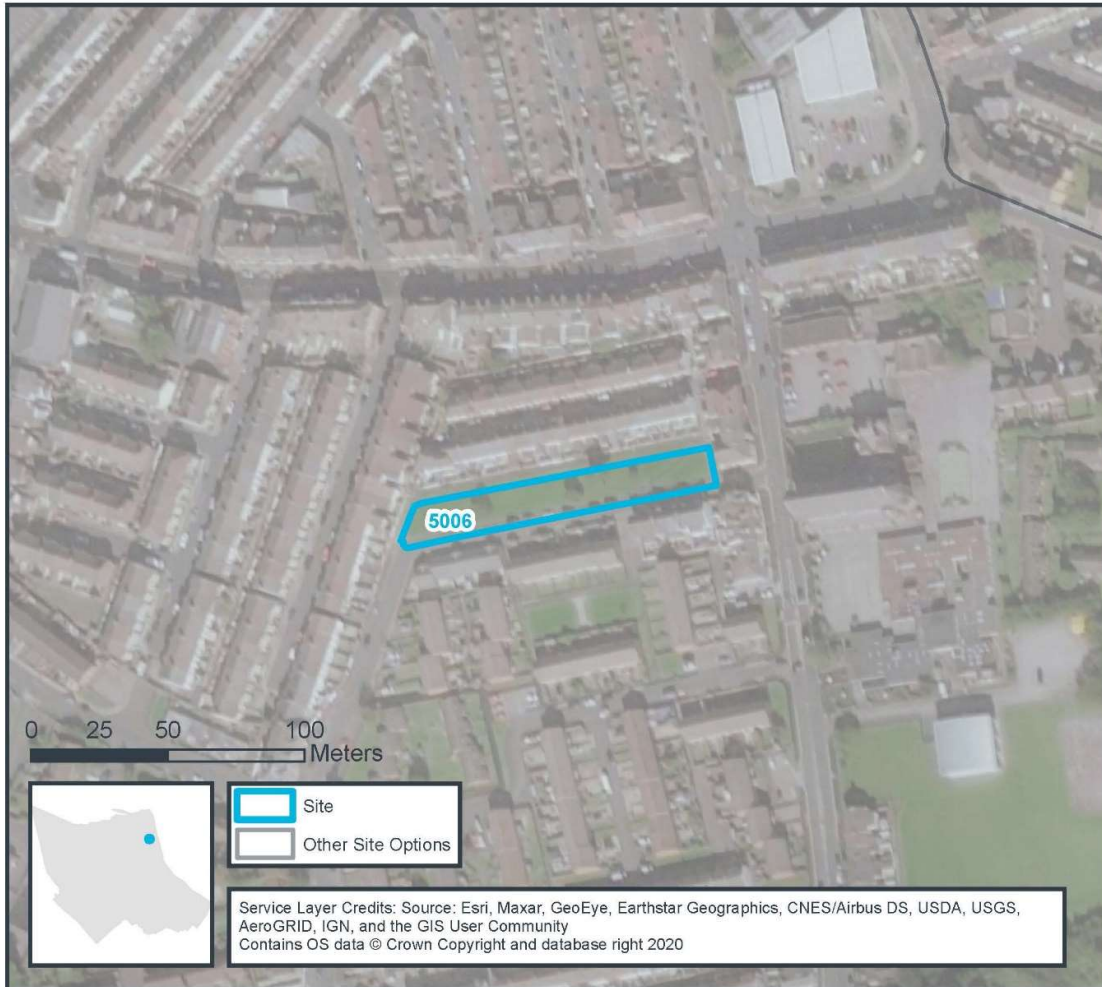 5006
0 25 50 100
Meters
Site
Other Site Options
Service Layer Credits: Source: Esri, Maxar, GeoEye, Earthstar Geographics, CNES/Airbus DS, USDA, USGS,
AeroGRID, IGN, and the GIS User Community
Contains OS data © Crown Copyright and database right 2020